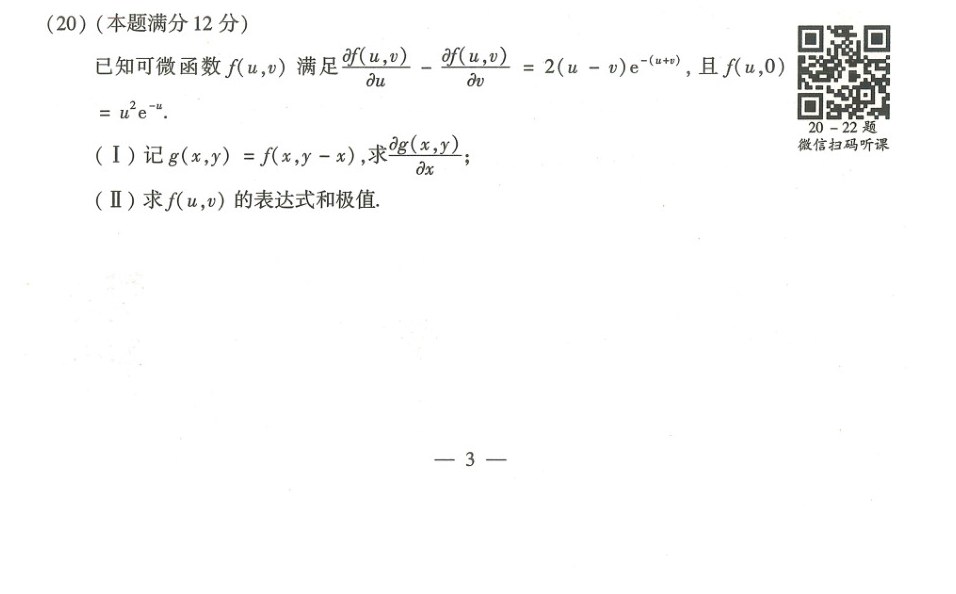 (20)(本题满分 12 分)
已知可微函数 f(u,v) 满足 ∂f(u,v)/∂u − ∂f(u,v)/∂v = 2(u − v)e^{−(u+v)}, 且 f(u,0)
= u²e^{−u}.
(Ⅰ) 记 g(x,y) = f(x,y − x),求 ∂g(x,y)/∂x;
(Ⅱ) 求 f(u,v) 的表达式和极值.
20 − 22 题
微信扫码听课
— 3 —